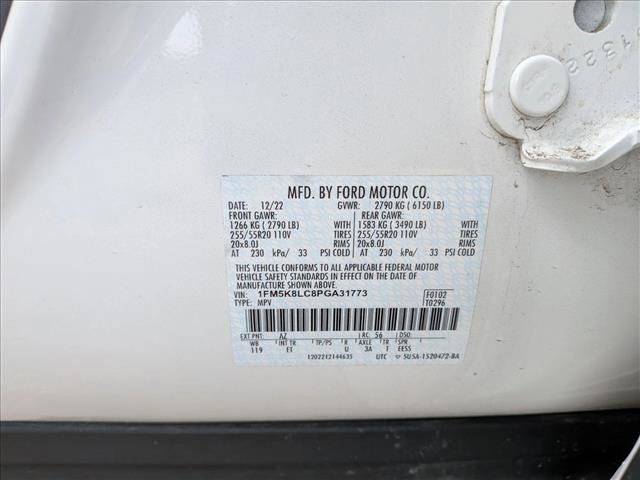 MFD. BY FORD MOTOR CO.
DATE: 12/22 GVWR: 2790 KG ( 6150 LB)
FRONT GAWR: REAR GAWR:
1266 KG ( 2790 LB) WITH 1583 KG ( 3490 LB) WITH
255/55R20 110V TIRES 255/55R20 110V TIRES
20x8.0J RIMS 20x8.0J RIMS
AT 230 kPa/ 33 PSI COLD AT 230 kPa/ 33 PSI COLD
THIS VEHICLE CONFORMS TO ALL APPLICABLE FEDERAL MOTOR
VEHICLE SAFETY STANDARDS IN EFFECT ON THE DATE OF
MANUFACTURE SHOWN ABOVE.
VIN: 1FM5K8LC8PGA31773 F0102
TYPE: MPV T0296
EXT PNT: AZ RC: 56 DSO:
WB INT TR TP/PS R AXLE TR SPR
119 ET U 3A T EESS
1202212144635 UTC 5U5A-1520472-BA
1322